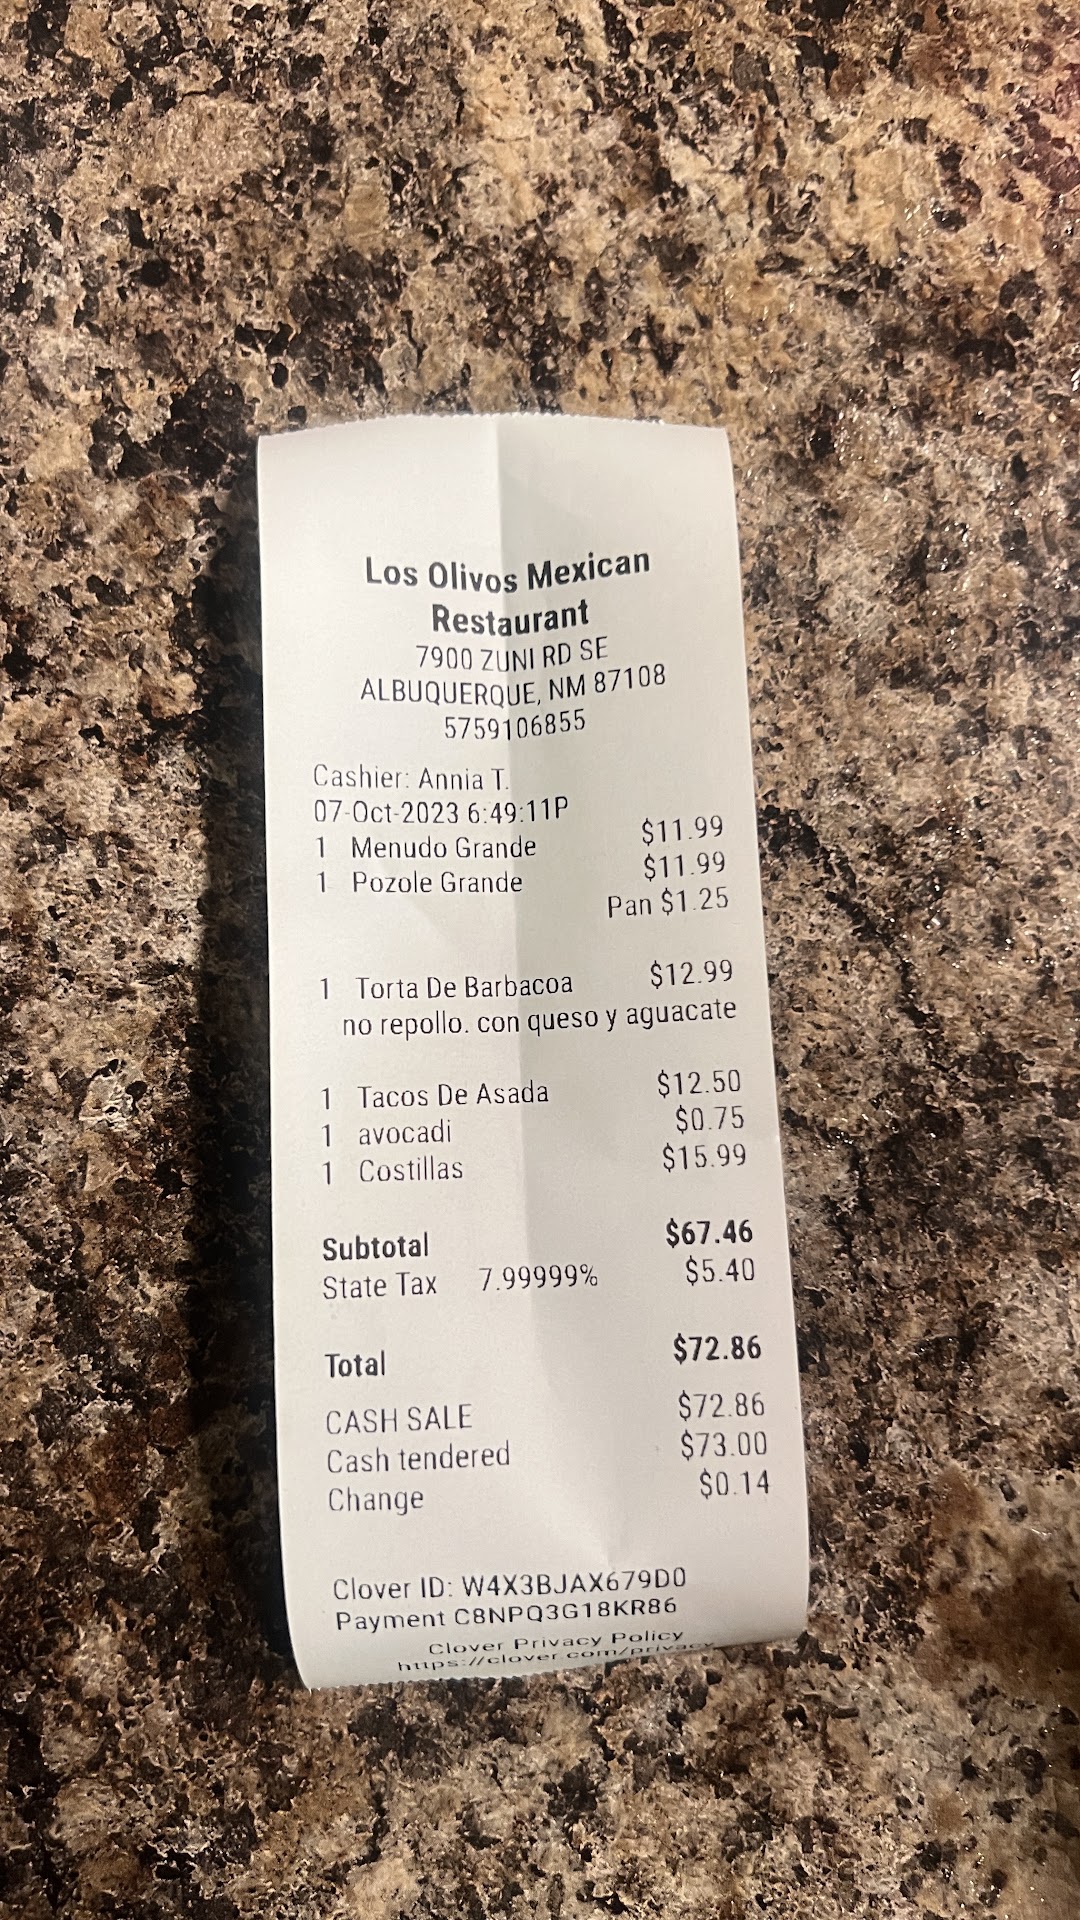 Los Olivos Mexican
Restaurant
7900 ZUNI RD SE
ALBUQUERQUE, NM 87108
5759106855
Cashier: Annia T.
07-Oct-2023 6:49:11P
1 Menudo Grande $11.99
1 Pozole Grande $11.99
Pan $1.25
1 Torta De Barbacoa $12.99
no repollo. con queso y aguacate
1 Tacos De Asada $12.50
1 avocadi $0.75
1 Costillas $15.99
Subtotal $67.46
State Tax 7.99999% $5.40
Total $72.86
CASH SALE $72.86
Cash tendered $73.00
Change $0.14
Clover ID: W4X3BJAX679D0
Payment C8NPQ3G18KR86
Clover Privacy Policy
https://clover.com/privacy